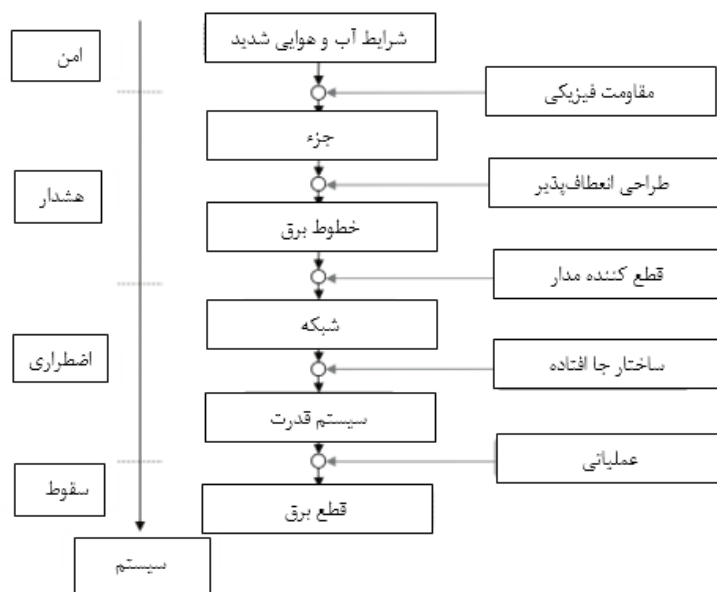 شرایط آب و هوایی شدید
امن
مقاومت فیزیکی
جزء
طراحی انعطاف‌پذیر
هشدار
خطوط برق
قطع کننده مدار
شبکه
اضطراری
ساختار جا افتاده
سیستم قدرت
عملیاتی
سقوط
قطع برق
سیستم